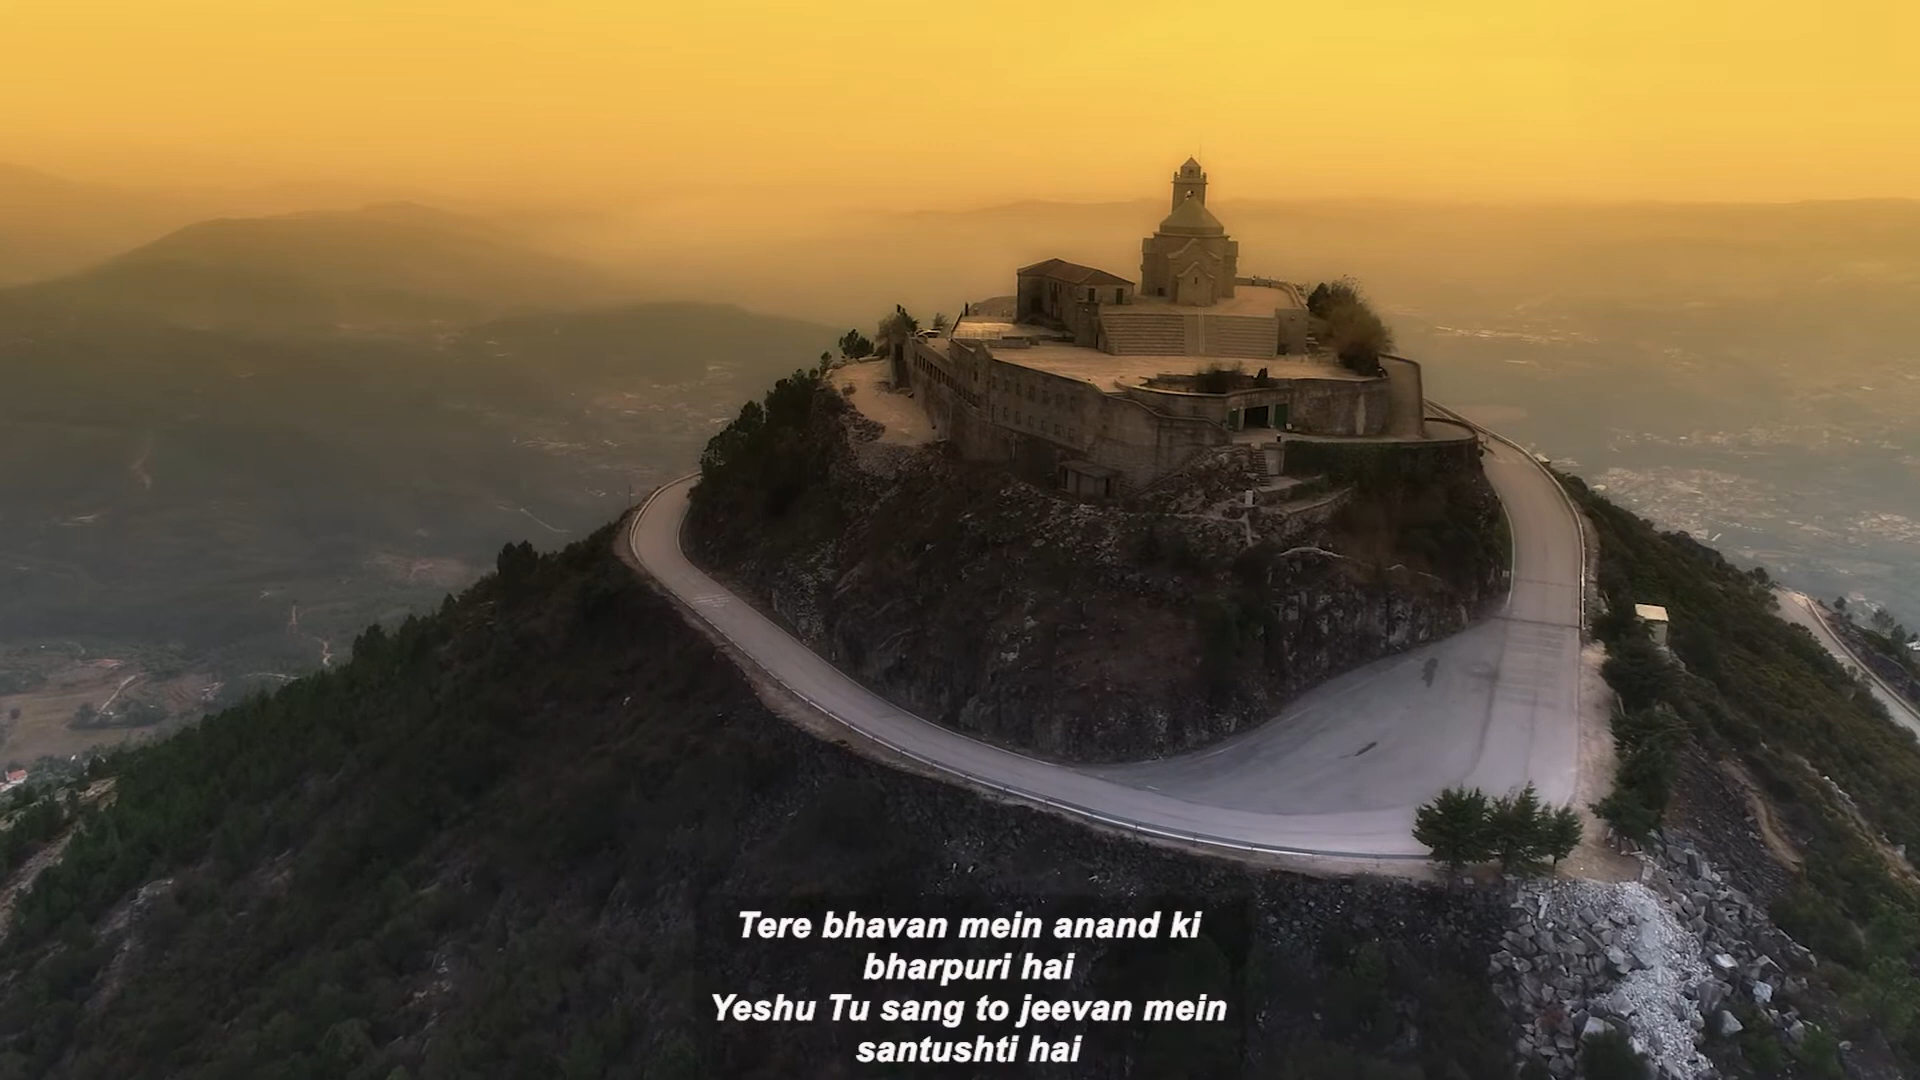 Tere bhavan mein anand ki
bharpuri hai
Yeshu Tu sang to jeevan mein
santushti hai